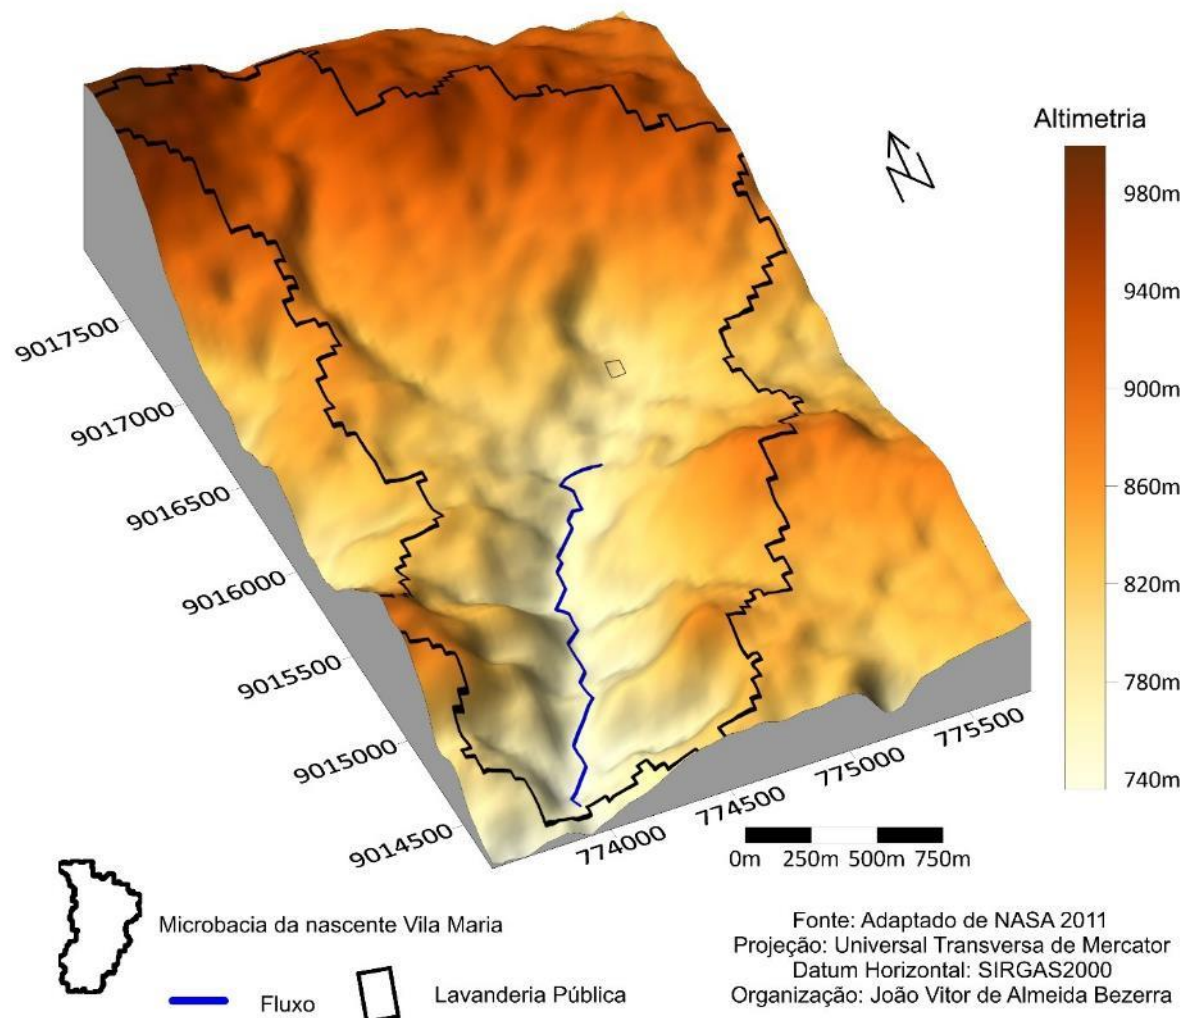 Altimetria
980m
940m
900m
860m
820m
780m
740m
N
9017500
9017000
9016500
9016000
9015500
9015000
9014500
774000
774500
775000
775500
0m 250m 500m 750m
Microbacia da nascente Vila Maria
Fluxo
Lavanderia Pública
Fonte: Adaptado de NASA 2011
Projeção: Universal Transversa de Mercator
Datum Horizontal: SIRGAS2000
Organização: João Vitor de Almeida Bezerra